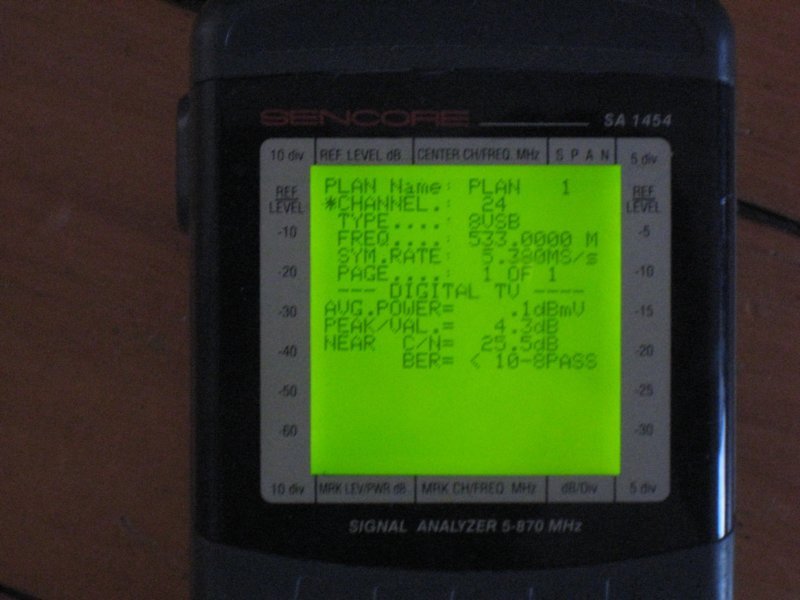 SENCORE SA 1454
10 div REF LEVEL dB. CENTER CH/FREQ. MHz S P A N 5 div
REF LEVEL
-10
-20
-30
-40
-50
-60
PLAN Name: PLAN 1
*CHANNEL.: 24
TYPE....: 8VSB
FREQ....: 533.0000 M
SYM.RATE: 5.380MS/s
PAGE....: 1 OF 1
--- DIGITAL TV ----
AVG.POWER= .1dBmV
PEAK/VAL.= 4.3dB
NEAR C/N= 25.5dB
BER= < 10-8PASS
REF LEVEL
-5
-10
-15
-20
-25
-30
10 div MRK LEV/PWR dB MRK CH/FREQ. MHz dB/Div 5 div
SIGNAL ANALYZER 5-870 MHz